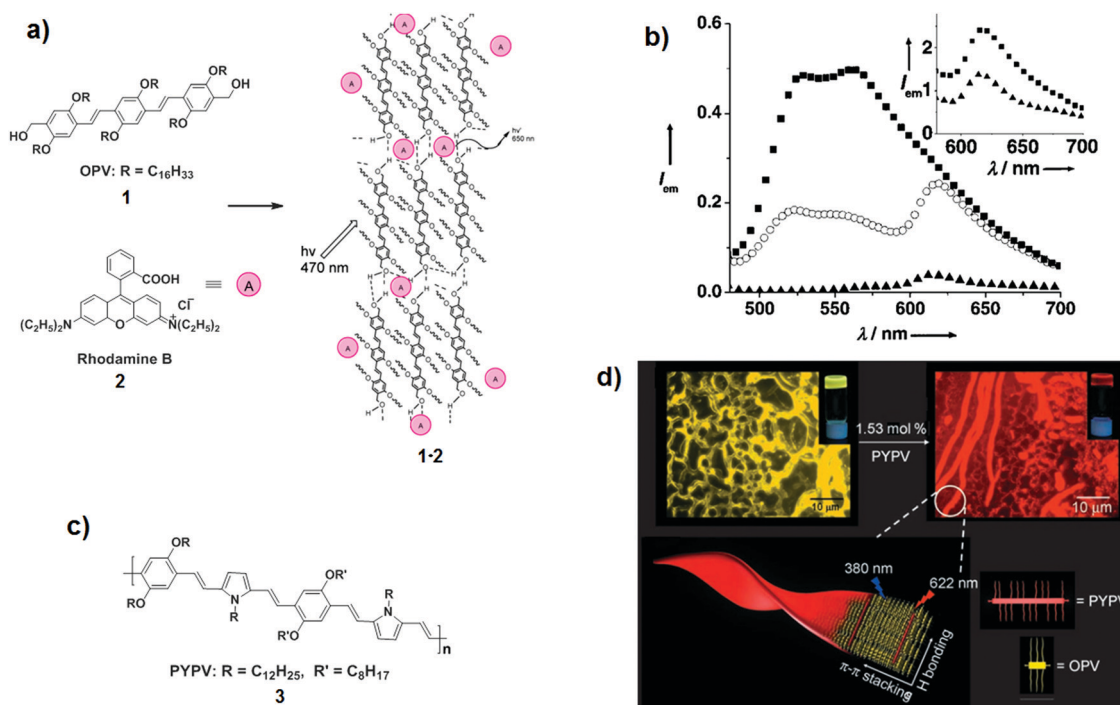 a)
OR
OR
OR
OH
HO
RO
OR
OR
OPV: R = C16H33
1
COOH
Cl⁻
(C2H5)2N
O
N(C2H5)2
+
Rhodamine B
2
≡
A
hν
470 nm
hν'
650 nm
A
A
A
A
A
A
A
A
A
1·2
b)
0.6
0.4
0.2
0.0
Iem
500
550
600
650
700
λ / nm
2
1
0
Iem
600
650
700
λ / nm
c)
OR
OR'
R
N
RO
N
R
R'O
n
PYPV: R = C12H25, R' = C8H17
3
d)
1.53 mol %
PYPV
10 μm
10 μm
380 nm
622 nm
π-π stacking
H bonding
= PYPV
= OPV